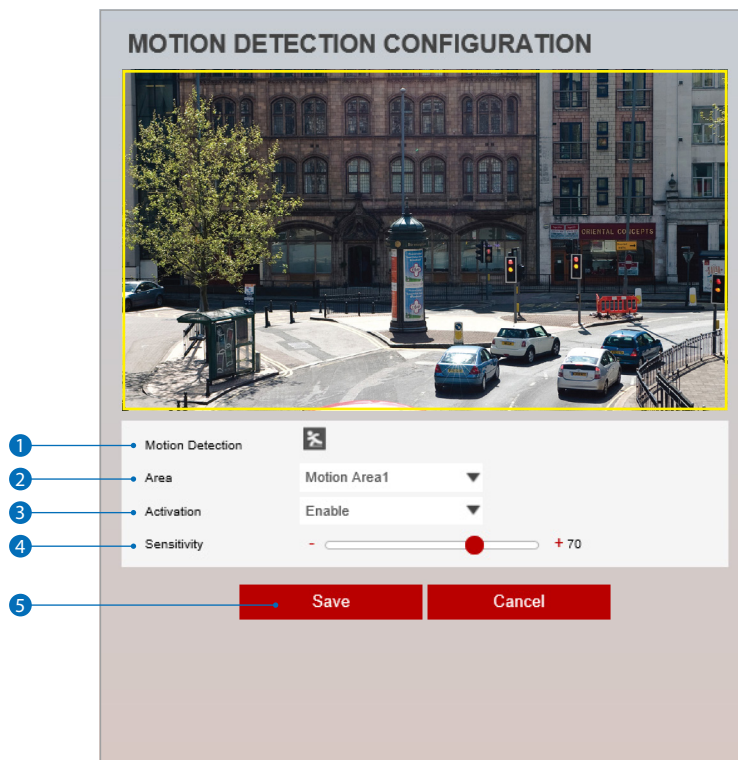 MOTION DETECTION CONFIGURATION
ORIENTAL CONCEPTS
1 Motion Detection
2 Area Motion Area1
3 Activation Enable
4 Sensitivity - + 70
5 Save Cancel